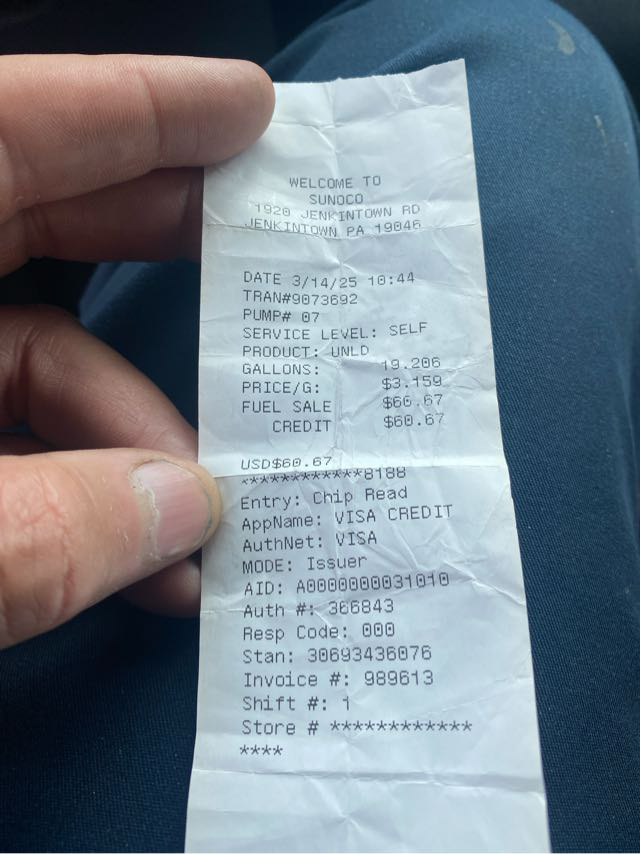 WELCOME TO
SUNOCO
1920 JENKINTOWN RD
JENKINTOWN PA 19046
DATE 3/14/25 10:44
TRAN#9073692
PUMP# 07
SERVICE LEVEL: SELF
PRODUCT: UNLD
GALLONS: 19.206
PRICE/G: $3.159
FUEL SALE $60.67
CREDIT $60.67
USD$60.67
************8188
Entry: Chip Read
AppName: VISA CREDIT
AuthNet: VISA
MODE: Issuer
AID: A0000000031010
Auth #: 366843
Resp Code: 000
Stan: 30693436076
Invoice #: 989613
Shift #: 1
Store # ************
****